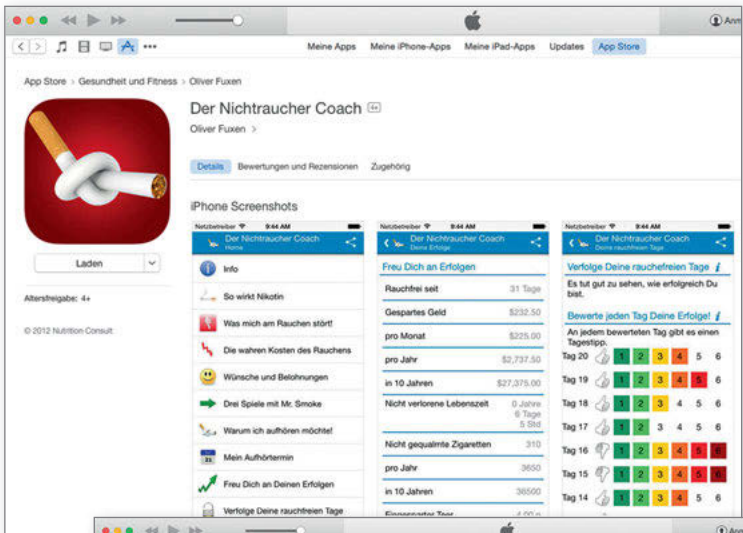 Anm
Meine Apps Meine iPhone-Apps Meine iPad-Apps Updates App Store
App Store > Gesundheit und Fitness > Oliver Fuxen
Der Nichtraucher Coach 4+
Oliver Fuxen >
Details Bewertungen und Rezensionen Zugehörig
Laden
Altersfreigabe: 4+
© 2012 Nutrition Consult
iPhone Screenshots
Netzbetreiber 9:44 AM
Der Nichtraucher Coach
Home
Info
So wirkt Nikotin
Was mich am Rauchen stört!
Die wahren Kosten des Rauchens
Wünsche und Belohnungen
Drei Spiele mit Mr. Smoke
Warum ich aufhören möchte!
Mein Aufhörtermin
Freu Dich an Deinen Erfolgen
Verfolge Deine rauchfreien Tage
Netzbetreiber 9:44 AM
Der Nichtraucher Coach
Deine Erfolge
Freu Dich an Erfolgen
Rauchfrei seit 31 Tage
Gespartes Geld $232.50
pro Monat $225.00
pro Jahr $2,737.50
in 10 Jahren $27,375.00
Nicht verlorene Lebenszeit 0 Jahre
6 Tage
5 Std
Nicht gequalmte Zigaretten 310
pro Jahr 3650
in 10 Jahren 36500
Eingesparter Teer 4.00 g
Netzbetreiber 9:44 AM
Der Nichtraucher Coach
Deine rauchfreien Tage
Verfolge Deine rauchefreien Tage i
Es tut gut zu sehen, wie erfolgreich Du
bist.
Bewerte jeden Tag Deine Erfolge! i
An jedem bewerteten Tag gibt es einen
Tagestipp.
Tag 20 1 2 3 4 5 6
Tag 19 1 2 3 4 5 6
Tag 18 1 2 3 4 5 6
Tag 17 1 2 3 4 5 6
Tag 16 1 2 3 4 5 6
Tag 15 1 2 3 4 5 6
Tag 14 1 2 3 4 5 6
Anm